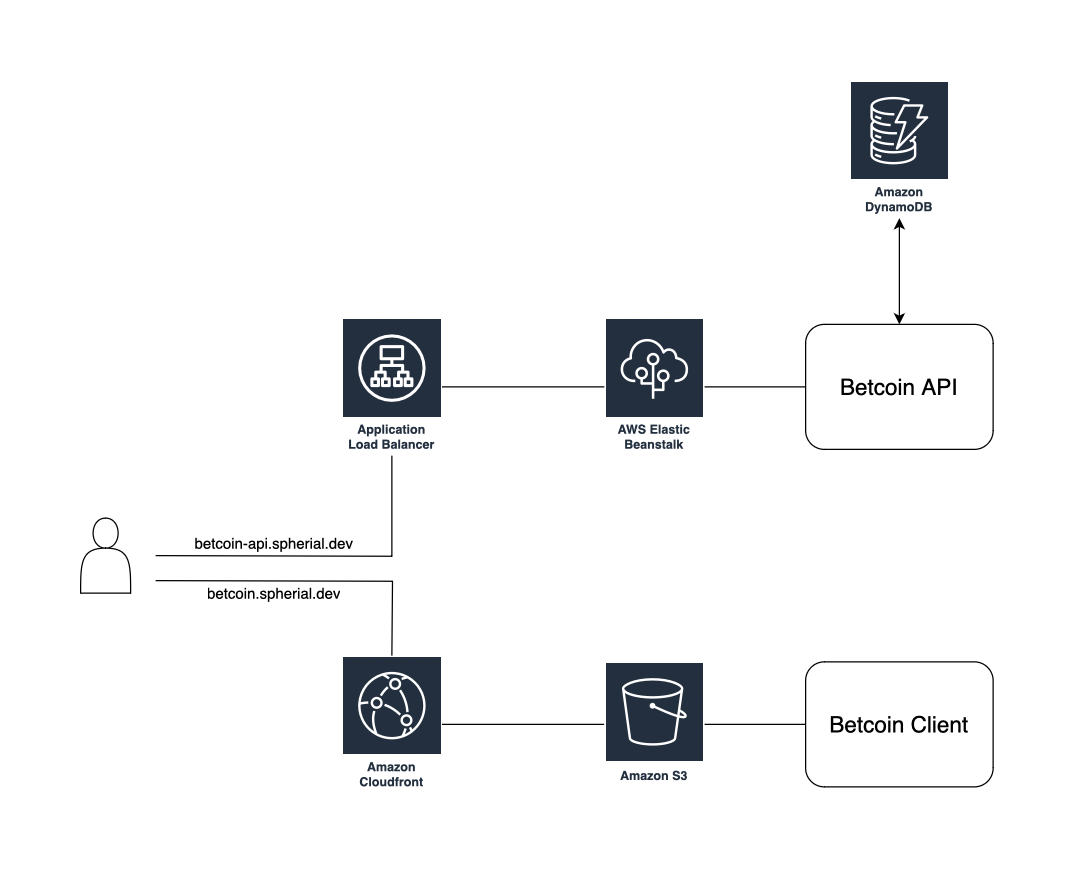 Amazon
DynamoDB
Betcoin API
Application
Load Balancer
AWS Elastic
Beanstalk
betcoin-api.spherial.dev
betcoin.spherial.dev
Betcoin Client
Amazon
Cloudfront
Amazon S3